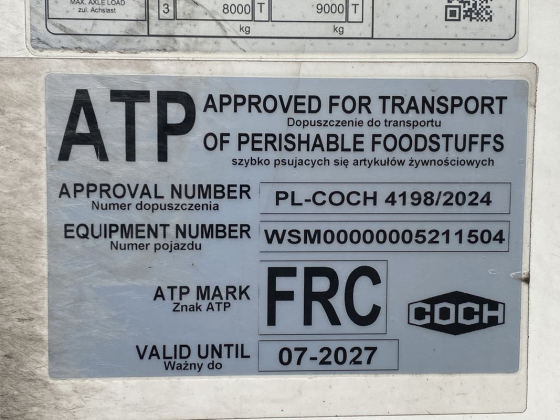 MAX. AXLE LOAD
zul. Achslast
3 8000 T 9000 T
kg kg
ATP APPROVED FOR TRANSPORT
Dopuszczenie do transportu
OF PERISHABLE FOODSTUFFS
szybko psujacych się artykułów żywnościowych
APPROVAL NUMBER PL-COCH 4198/2024
Numer dopuszczenia
EQUIPMENT NUMBER WSM00000005211504
Numer pojazdu
ATP MARK FRC COCH
Znak ATP
VALID UNTIL 07-2027
Ważny do